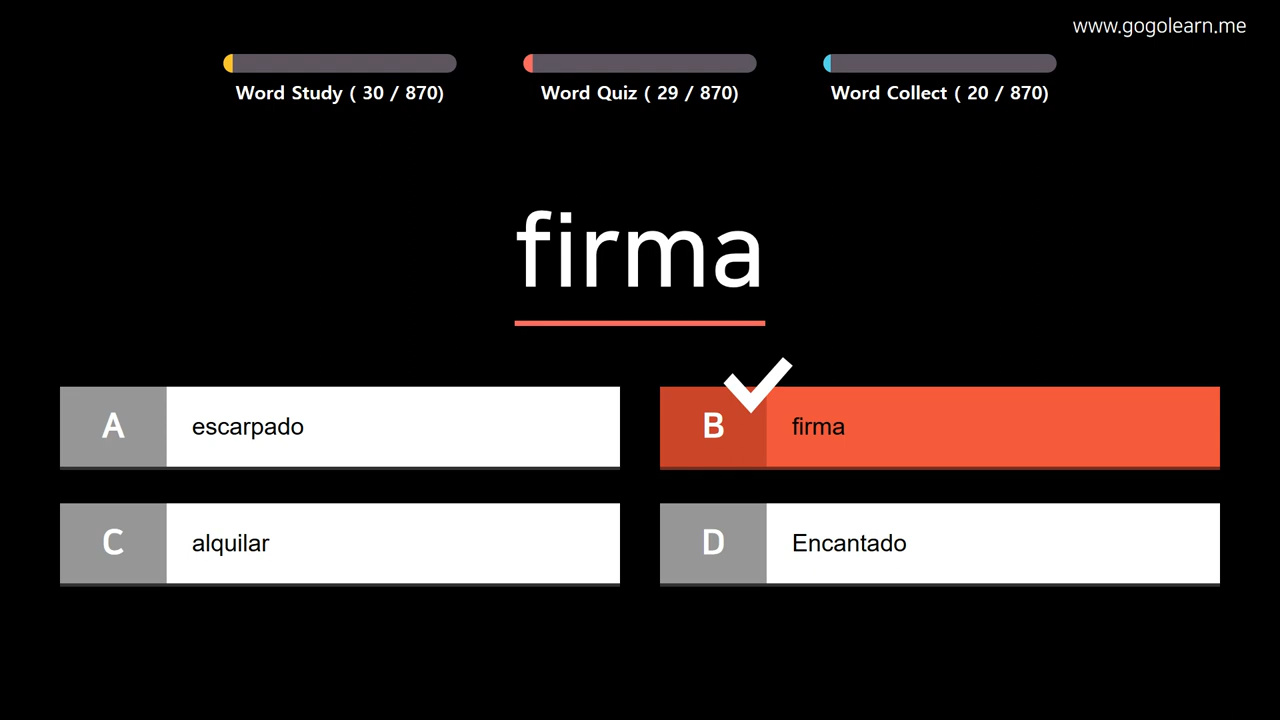 www.gogolearn.me
Word Study ( 30 / 870)
Word Quiz ( 29 / 870)
Word Collect ( 20 / 870)
firma
A escarpado
B firma
C alquilar
D Encantado